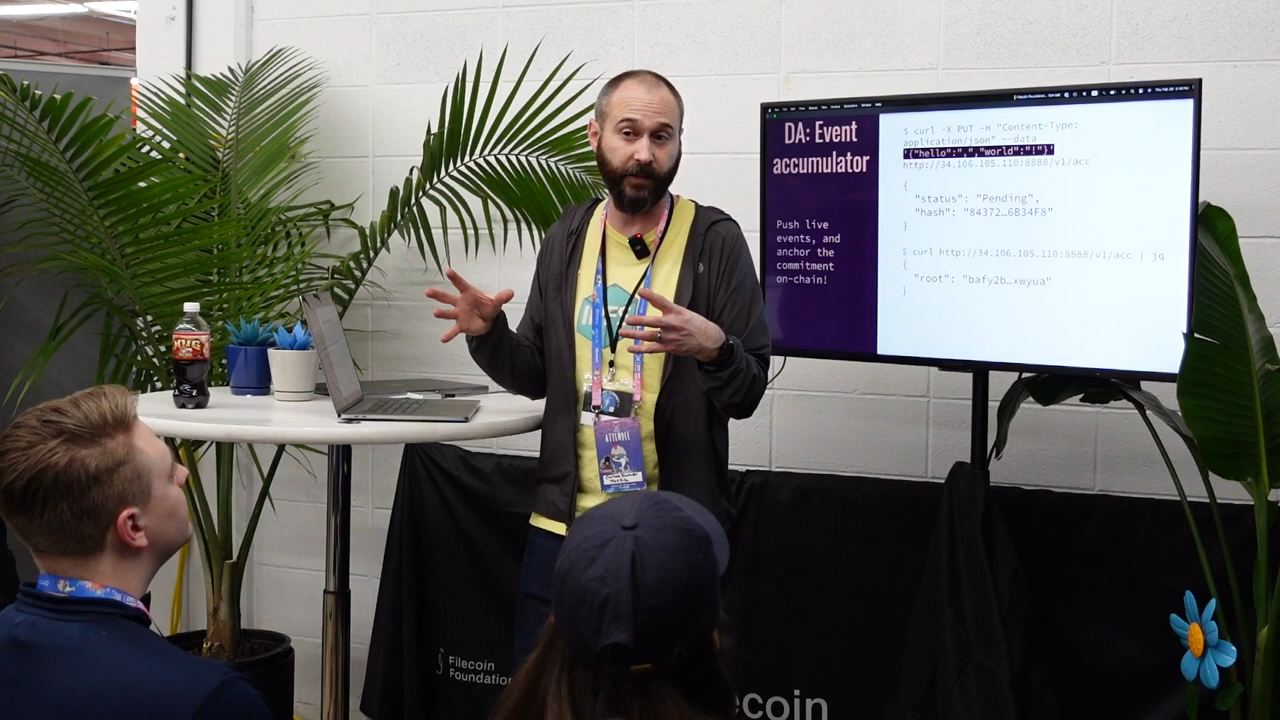 DA: Event
accumulator
Push live
events, and
anchor the
commitment
on-chain!
$ curl -X PUT -H "Content-Type:
application/json" --data
'{"hello":",","world":"!"}'
http://34.106.105.110:8888/v1/acc
{
"status": "Pending",
"hash": "84372…6B34F8"
}
$ curl http://34.106.105.110:8888/v1/acc | jq
{
"root": "bafy2b…xwyua"
}
MUG
ATTENDEE
Filecoin
Foundation
ecoin